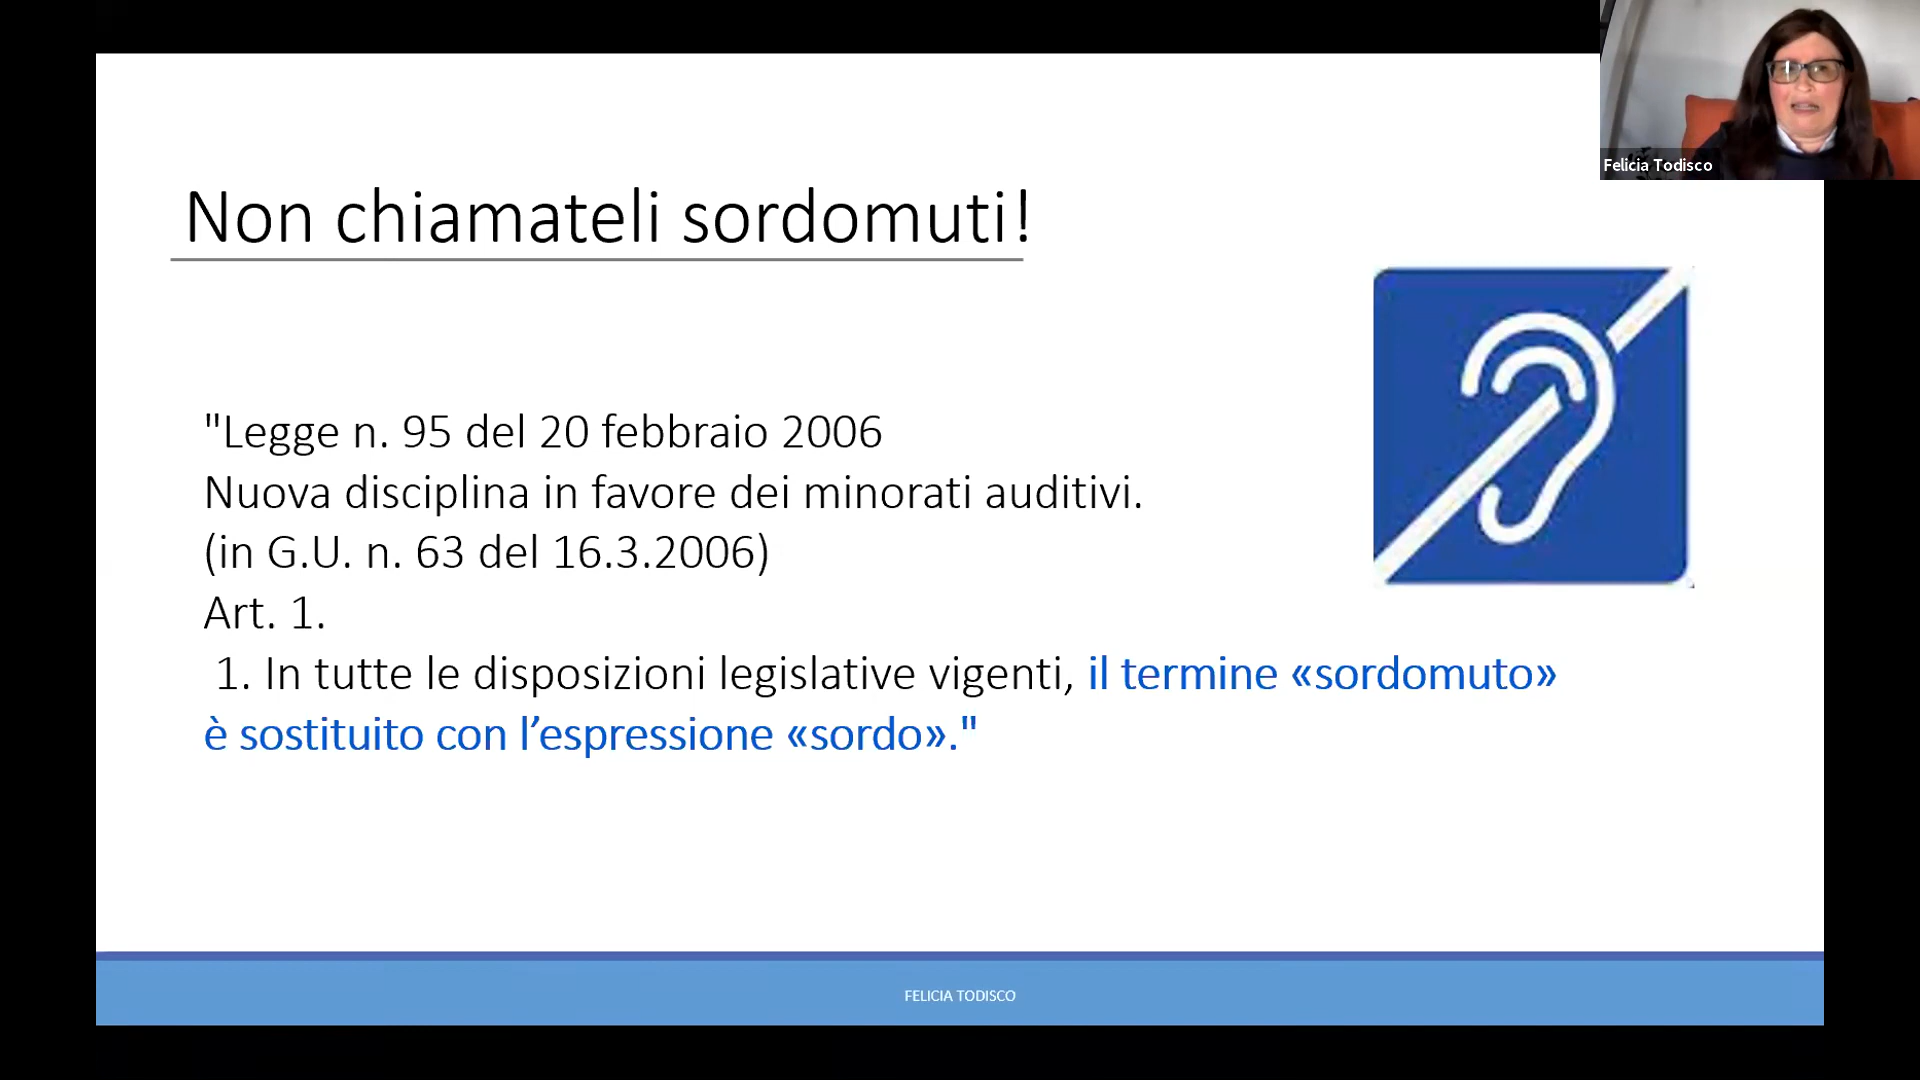 Felicia Todisco
Non chiamateli sordomuti!
"Legge n. 95 del 20 febbraio 2006
Nuova disciplina in favore dei minorati auditivi.
(in G.U. n. 63 del 16.3.2006)
Art. 1.
1. In tutte le disposizioni legislative vigenti, il termine «sordomuto»
è sostituito con l’espressione «sordo»."
FELICIA TODISCO